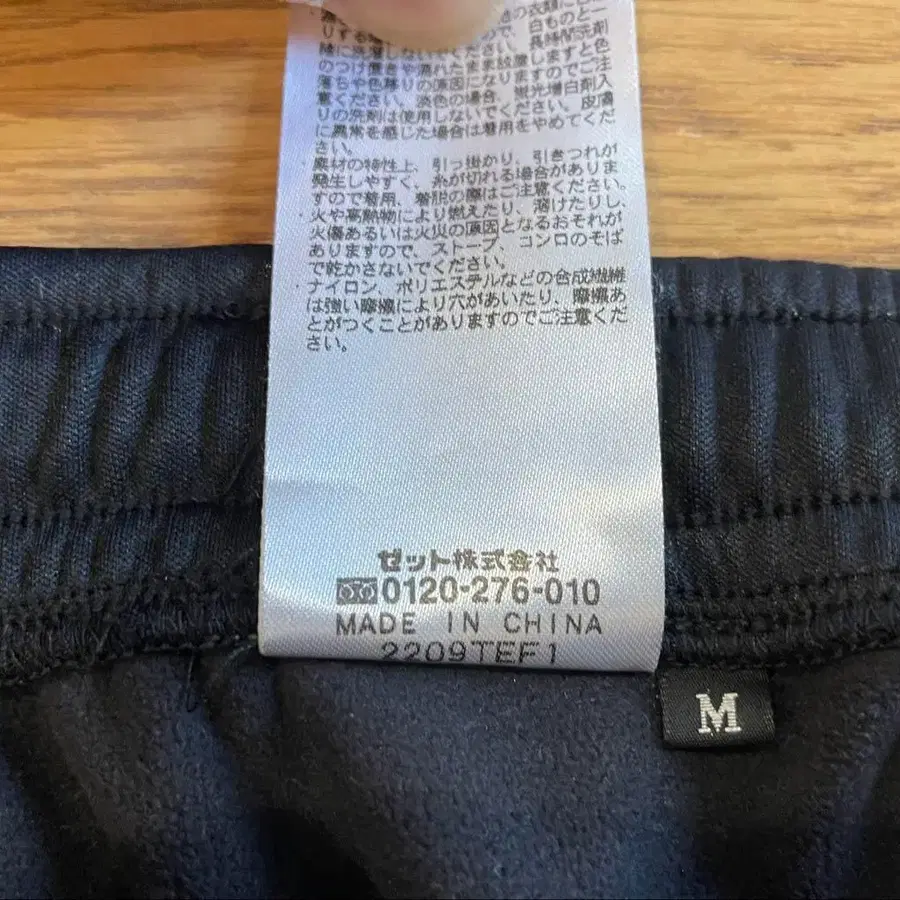 の衣類に
りする場
ので、白ものと一
緒に洗濯しない
長時間洗剤
のつけ置きや濡れたまま放置しますと色
落ちや色移りの原因になりますのでご注
意ください。淡色の場合、蛍光増白剤入
りの洗剤は使用しないでください。皮膚
に異常を感じた場合は着用をやめてくだ
さい。
・素材の特性上、引っ掛かり、引きつれが
発生しやすく、糸が切れる場合がありま
すので着用、着脱の際はご注意ください。
・火や高熱物により燃えたり、溶けたりし、
火傷あるいは火災の原因となるおそれが
ありますので、ストーブ、コンロのそば
で乾かさないでください。
・ナイロン、ポリエステルなどの合成繊維
は強い摩擦により穴があいたり、摩擦あ
とがつくことがありますのでご注意くだ
さい。
ゼット株式会社
0120-276-010
MADE IN CHINA
2209TEF1
M